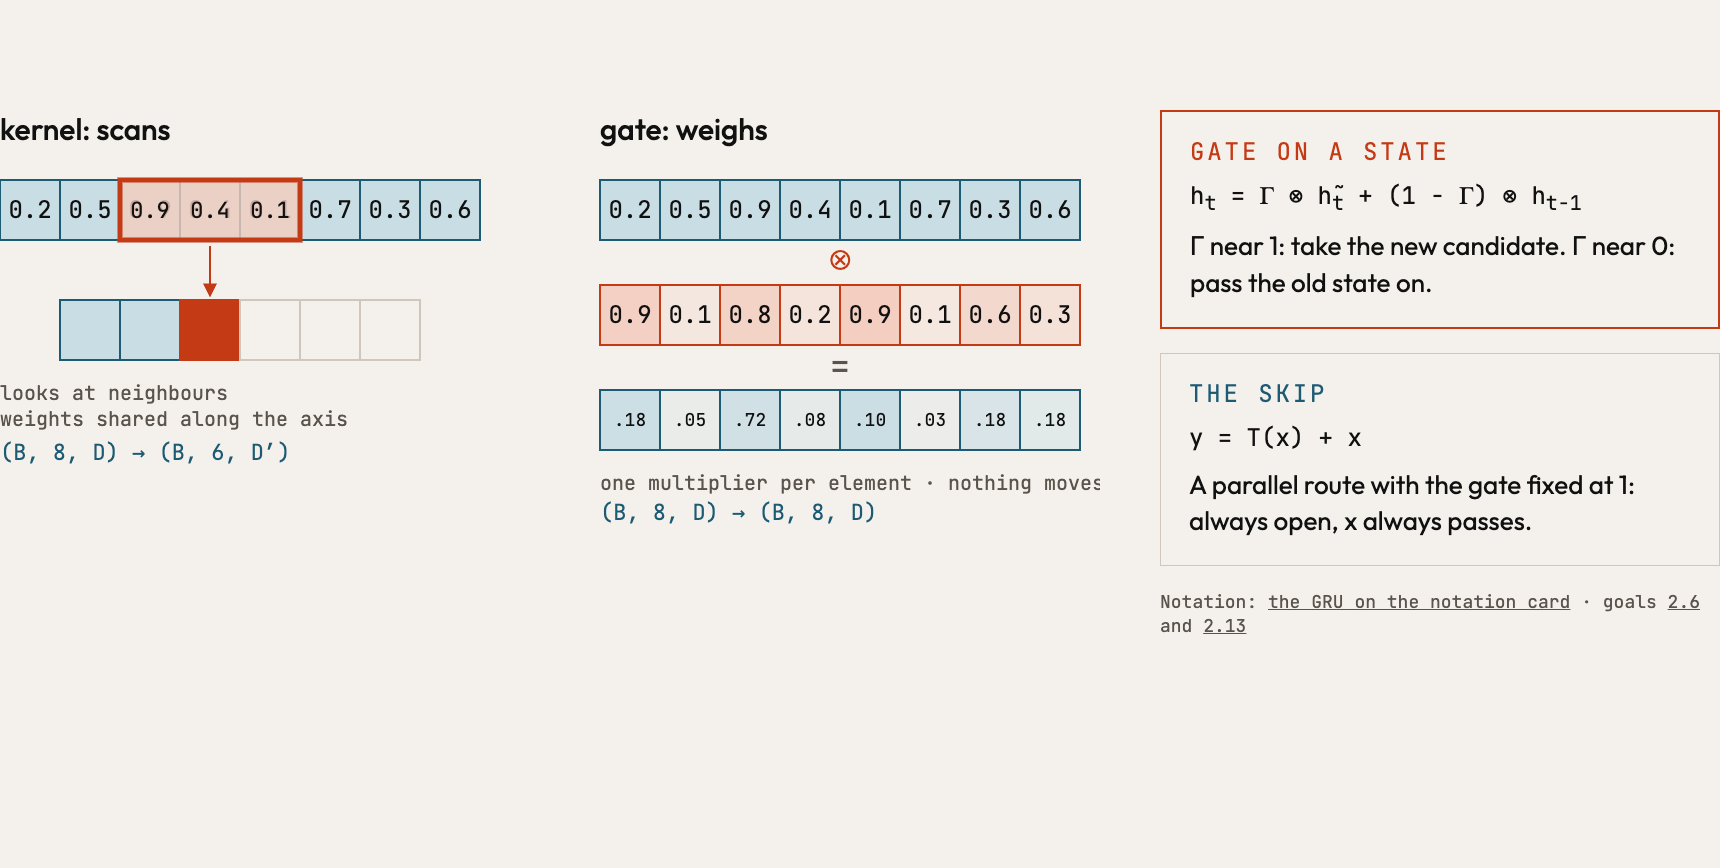 kernel: scans
0.2 0.5 0.9 0.4 0.1 0.7 0.3 0.6
looks at neighbours
weights shared along the axis
(B, 8, D) → (B, 6, D′)
gate: weighs
0.2 0.5 0.9 0.4 0.1 0.7 0.3 0.6
⊗
0.9 0.1 0.8 0.2 0.9 0.1 0.6 0.3
=
.18 .05 .72 .08 .10 .03 .18 .18
one multiplier per element · nothing moves
(B, 8, D) → (B, 8, D)
GATE ON A STATE
h_t = Γ ⊗ h̃_t + (1 - Γ) ⊗ h_t-1
Γ near 1: take the new candidate. Γ near 0:
pass the old state on.
THE SKIP
y = T(x) + x
A parallel route with the gate fixed at 1:
always open, x always passes.
Notation: the GRU on the notation card · goals 2.6
and 2.13